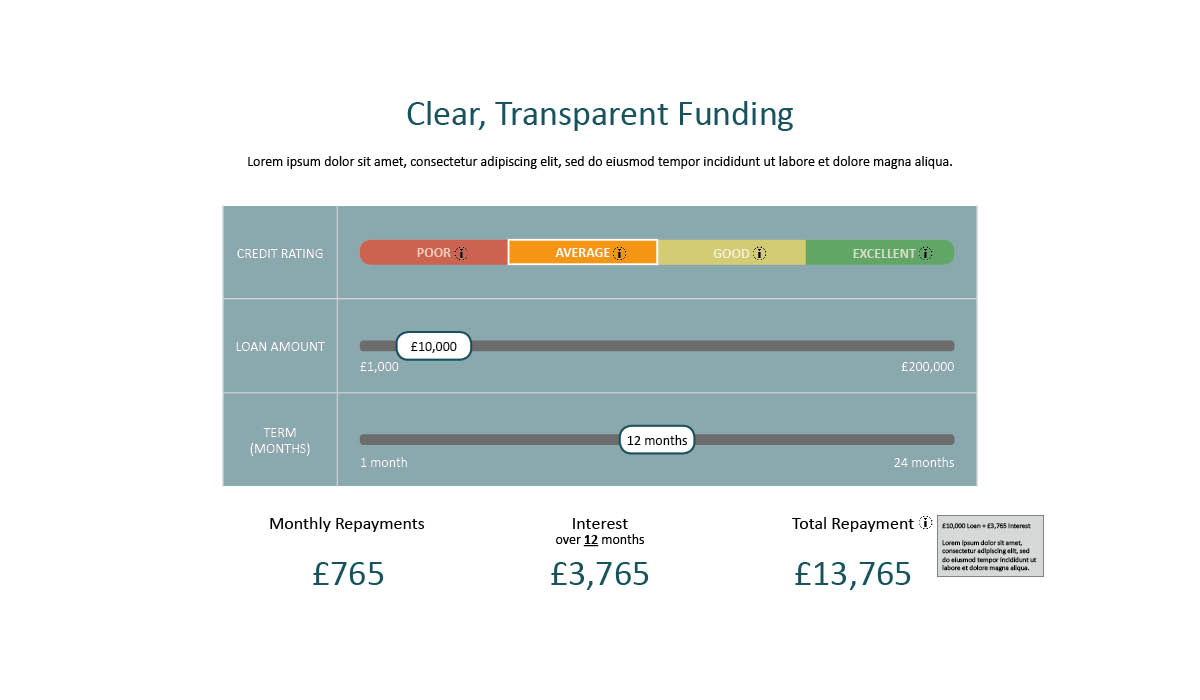 Clear, Transparent Funding
Lorem ipsum dolor sit amet, consectetur adipiscing elit, sed do eiusmod tempor incididunt ut labore et dolore magna aliqua.
CREDIT RATING
POOR i
AVERAGE i
GOOD i
EXCELLENT i
LOAN AMOUNT
£10,000
£1,000
£200,000
TERM
(MONTHS)
12 months
1 month
24 months
Monthly Repayments
£765
Interest
over 12 months
£3,765
Total Repayment i
£13,765
£10,000 Loan + £3,765 Interest
Lorem ipsum dolor sit amet,
consectetur adipiscing elit, sed
do eiusmod tempor incididunt ut
labore et dolore magna aliqua.